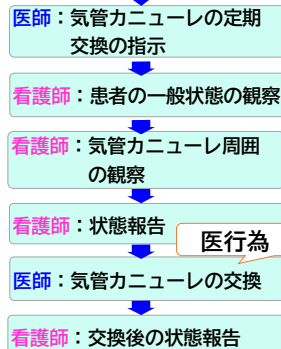 医師：気管カニューレの定期
交換の指示
看護師：患者の一般状態の観察
看護師：気管カニューレ周囲
の観察
看護師：状態報告
医行為
医師：気管カニューレの交換
看護師：交換後の状態報告